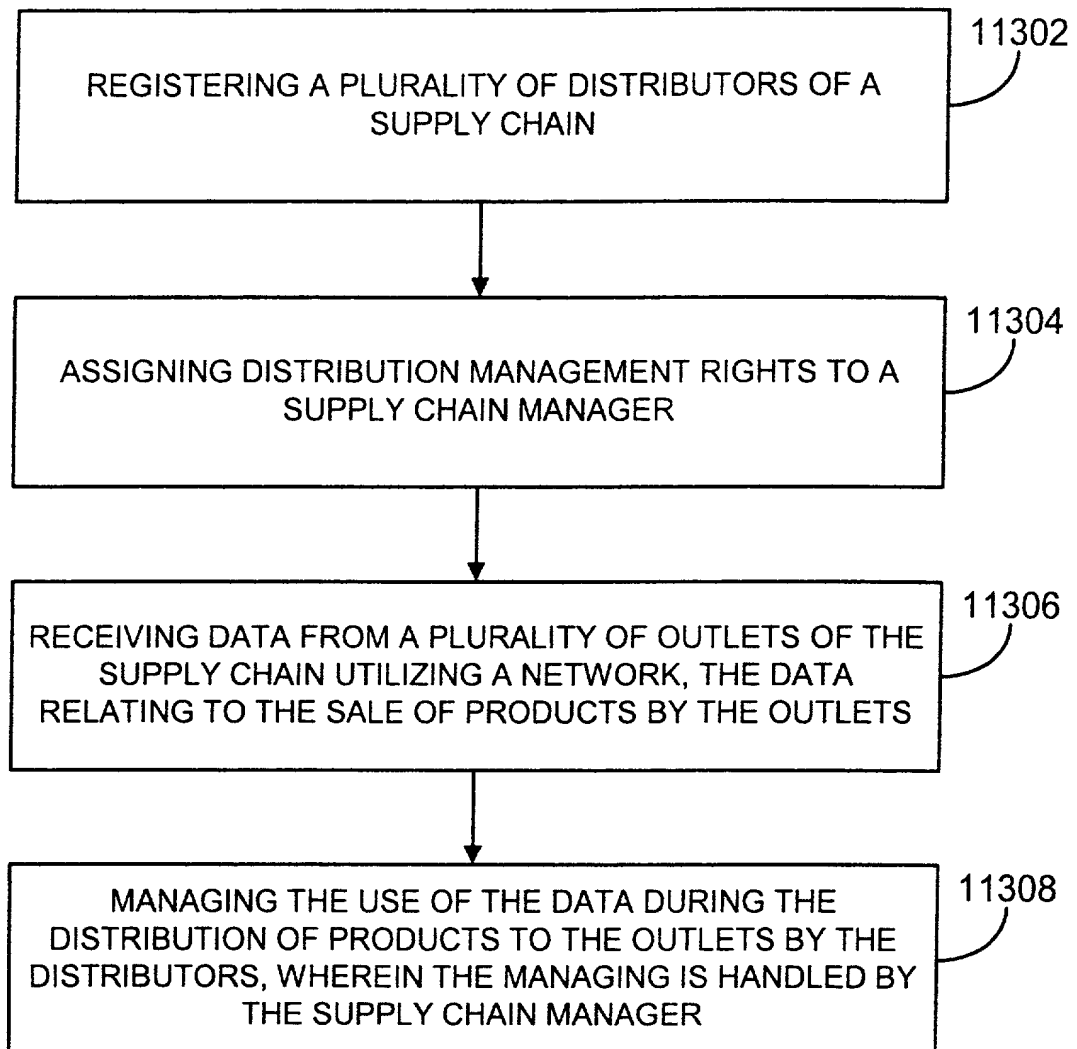 11302
REGISTERING A PLURALITY OF DISTRIBUTORS OF A
SUPPLY CHAIN
11304
ASSIGNING DISTRIBUTION MANAGEMENT RIGHTS TO A
SUPPLY CHAIN MANAGER
11306
RECEIVING DATA FROM A PLURALITY OF OUTLETS OF THE
SUPPLY CHAIN UTILIZING A NETWORK, THE DATA
RELATING TO THE SALE OF PRODUCTS BY THE OUTLETS
11308
MANAGING THE USE OF THE DATA DURING THE
DISTRIBUTION OF PRODUCTS TO THE OUTLETS BY THE
DISTRIBUTORS, WHEREIN THE MANAGING IS HANDLED BY
THE SUPPLY CHAIN MANAGER